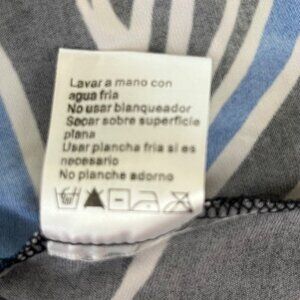 Lavar a mano con
agua fria
No usar blanqueador
Secar sobre superficie
plana
Usar plancha fria si es
necesario
No planche adorno